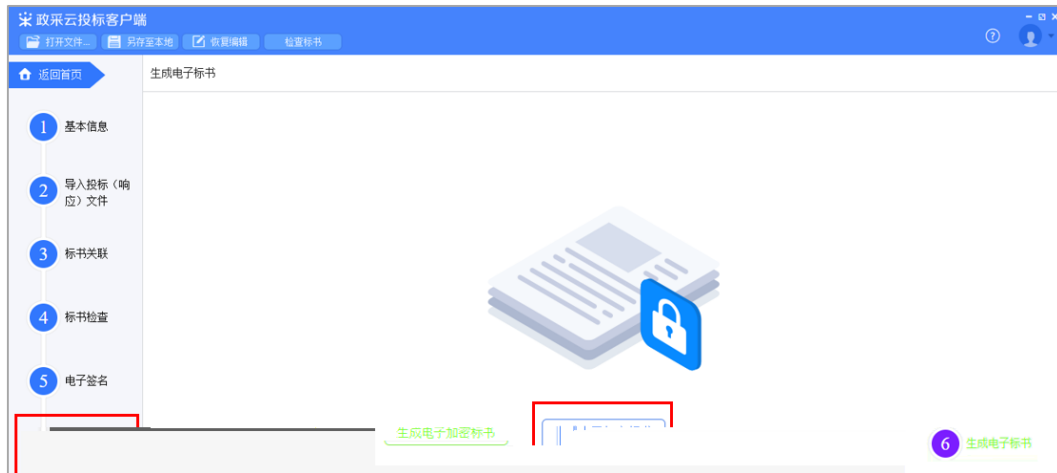 政采云投标客户端
打开文件... 另存至本地 恢复编辑 检查标书
返回首页 生成电子标书
1 基本信息
2 导入投标（响
应）文件
3 标书关联
4 标书检查
5 电子签名
生成电子加密标书
6 生成电子标书